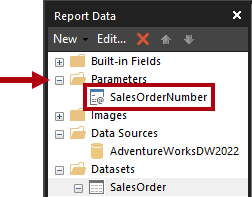 Report Data
New Edit...
Built-in Fields
Parameters
SalesOrderNumber
Images
Data Sources
AdventureWorksDW2022
Datasets
SalesOrder